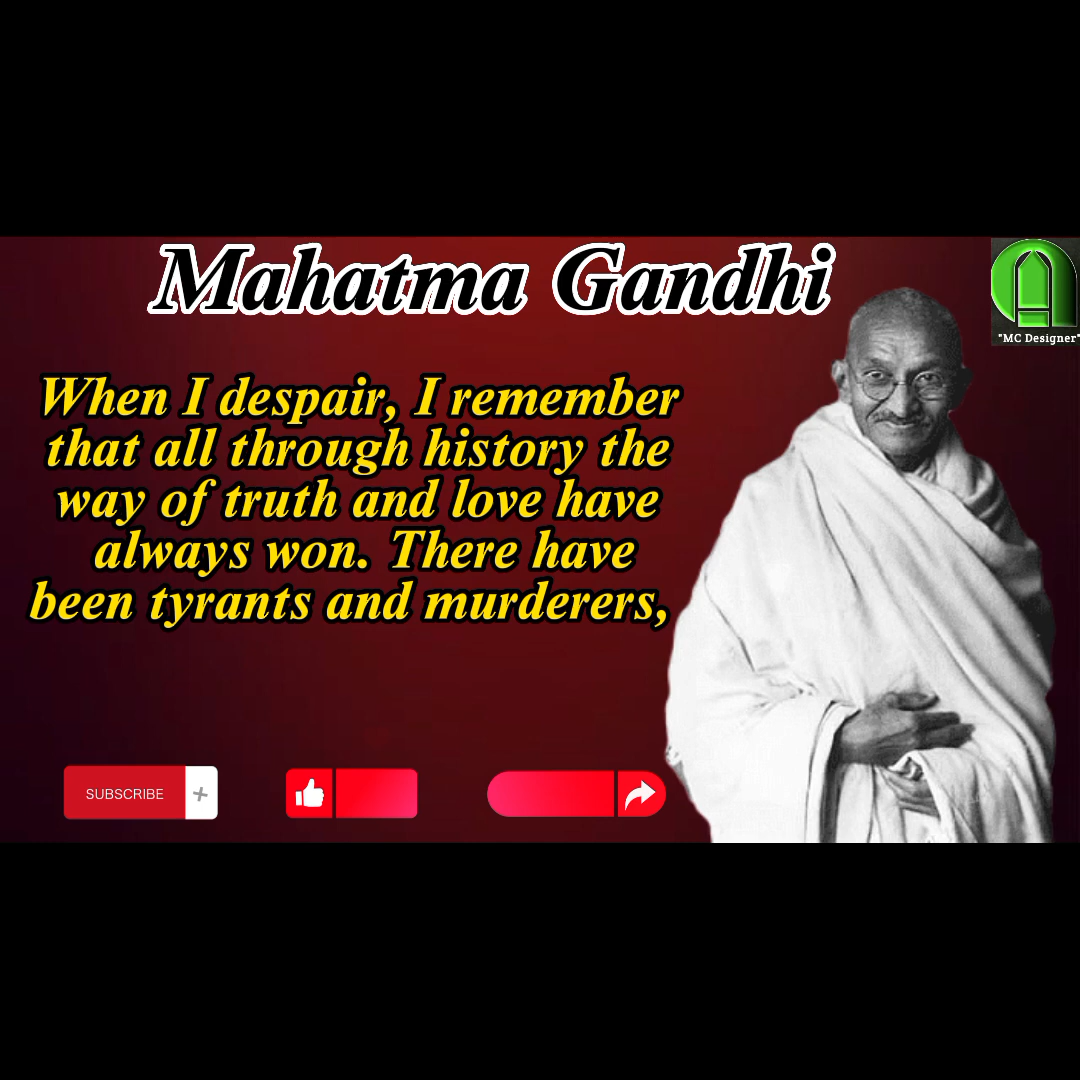 Mahatma Gandhi
"MC Designer"
When I despair, I remember
that all through history the
way of truth and love have
always won. There have
been tyrants and murderers,
SUBSCRIBE +